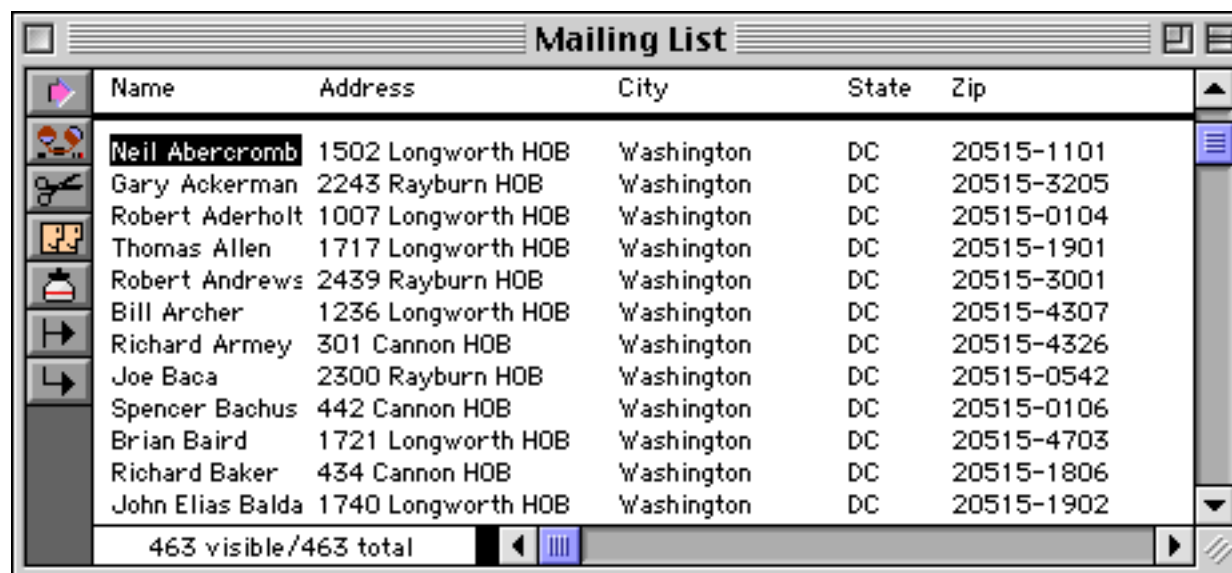 Mailing List
Name Address City State Zip
Neil Abercromb 1502 Longworth HOB Washington DC 20515-1101
Gary Ackerman 2243 Rayburn HOB Washington DC 20515-3205
Robert Aderholt 1007 Longworth HOB Washington DC 20515-0104
Thomas Allen 1717 Longworth HOB Washington DC 20515-1901
Robert Andrews 2439 Rayburn HOB Washington DC 20515-3001
Bill Archer 1236 Longworth HOB Washington DC 20515-4307
Richard Armey 301 Cannon HOB Washington DC 20515-4326
Joe Baca 2300 Rayburn HOB Washington DC 20515-0542
Spencer Bachus 442 Cannon HOB Washington DC 20515-0106
Brian Baird 1721 Longworth HOB Washington DC 20515-4703
Richard Baker 434 Cannon HOB Washington DC 20515-1806
John Elias Balda 1740 Longworth HOB Washington DC 20515-1902
463 visible/463 total